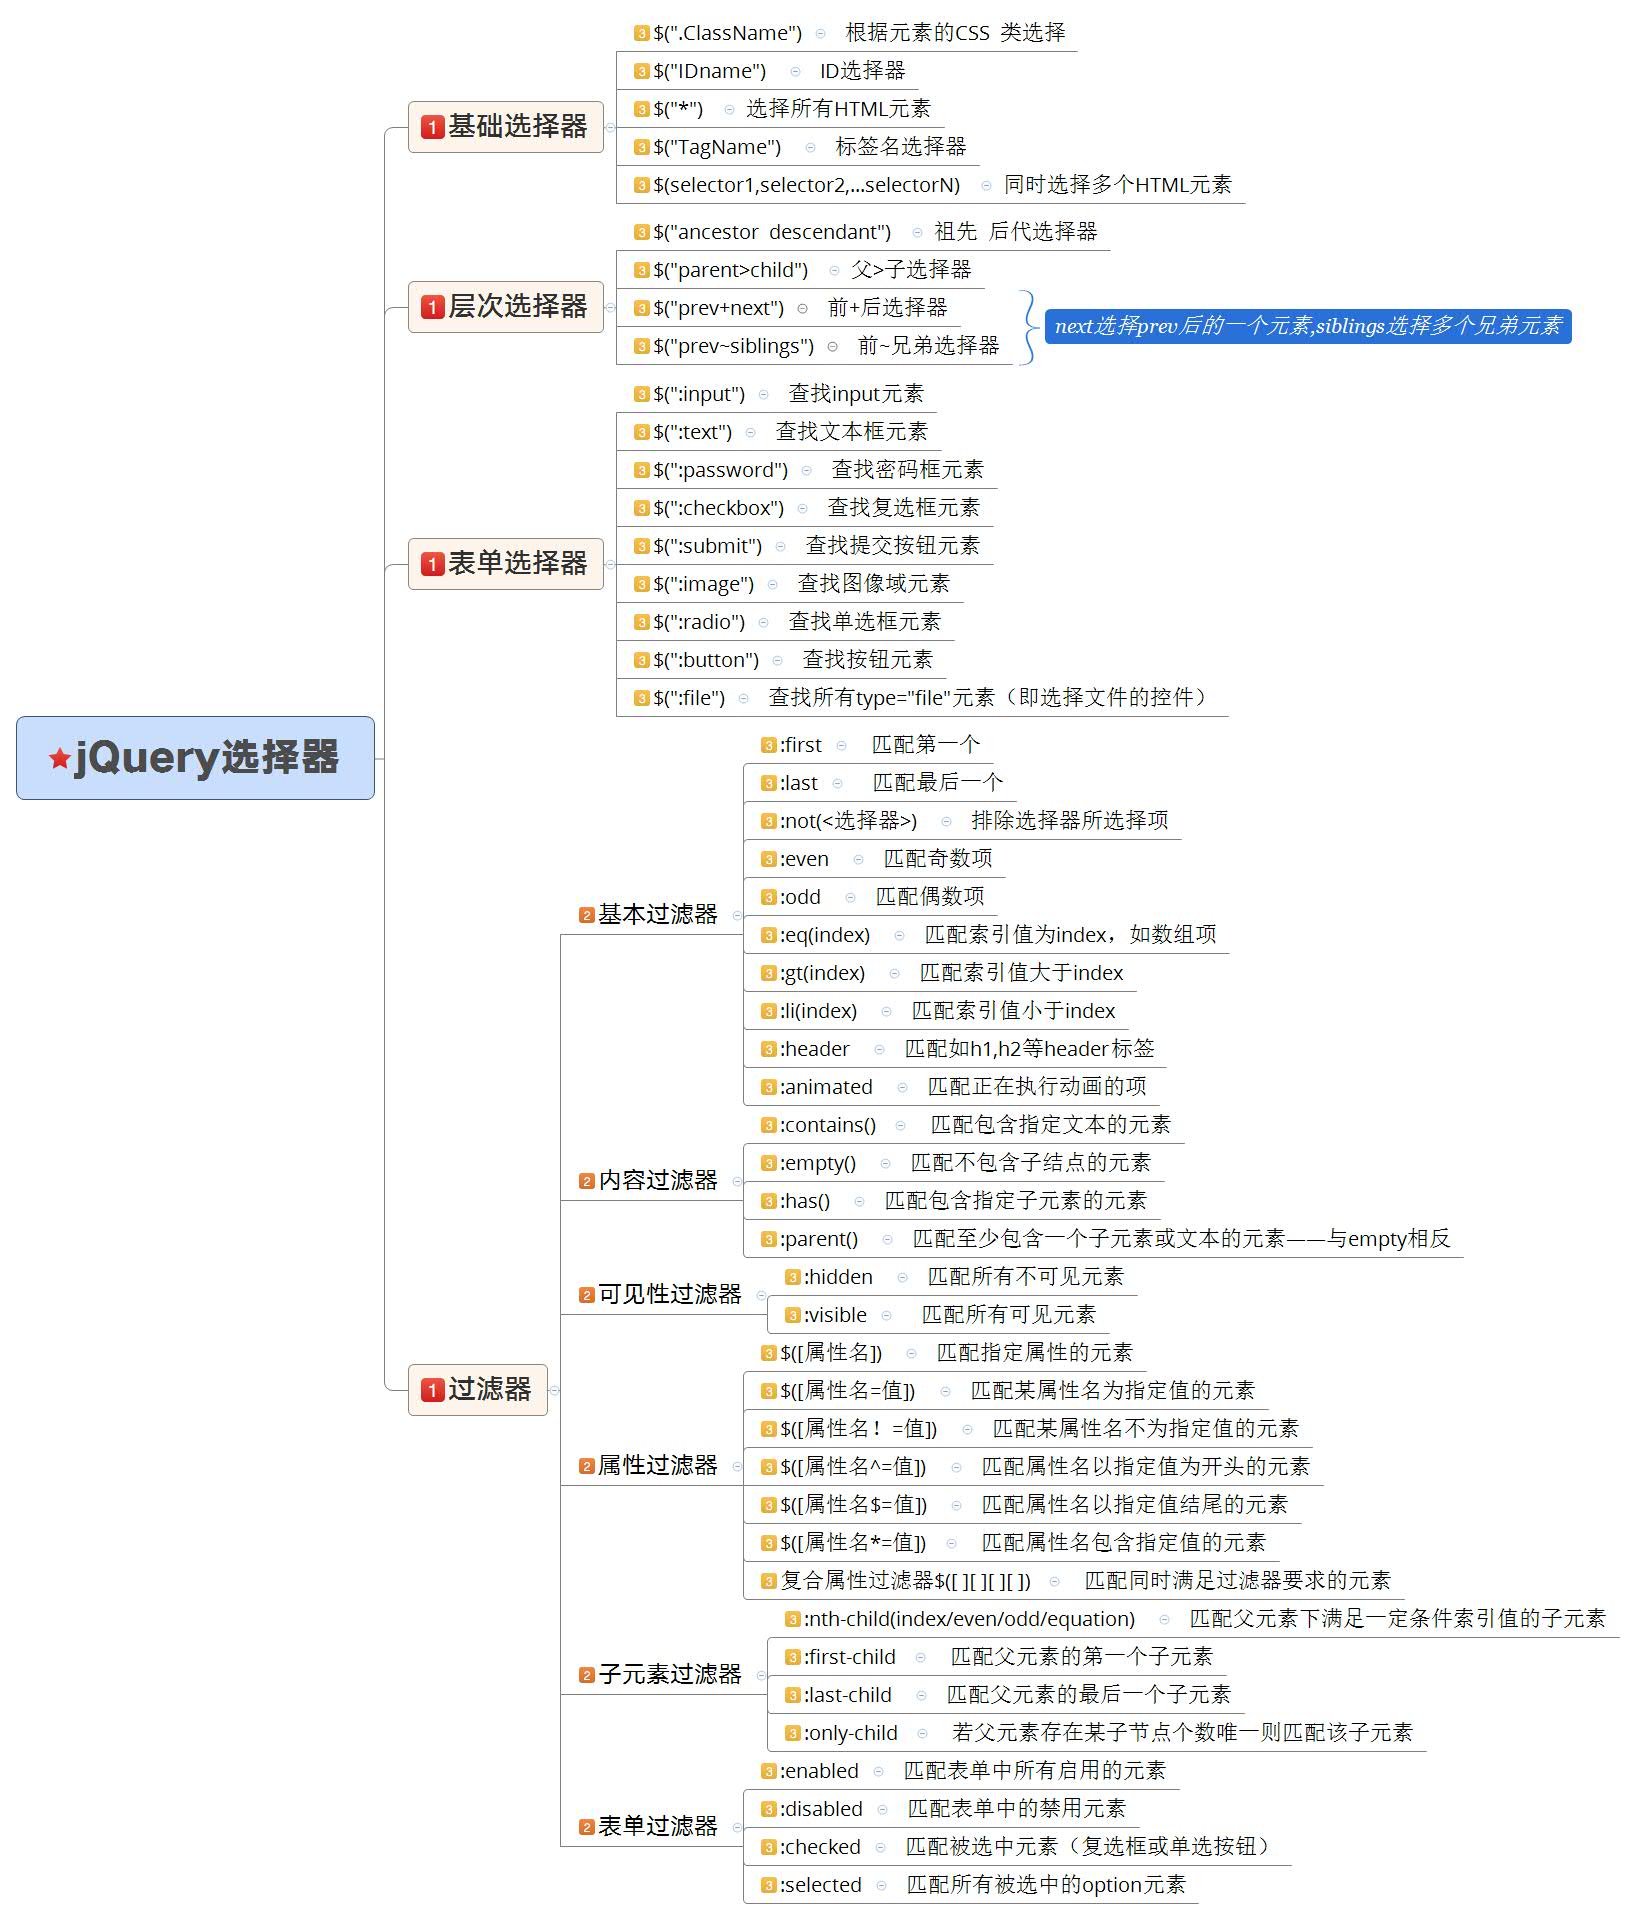 jQuery选择器
1 基础选择器
3 $(".ClassName") 根据元素的CSS 类选择
3 $("IDname") ID选择器
3 $("*") 选择所有HTML元素
3 $("TagName") 标签名选择器
3 $(selector1,selector2,...selectorN) 同时选择多个HTML元素
1 层次选择器
3 $("ancestor descendant") 祖先 后代选择器
3 $("parent>child") 父>子选择器
3 $("prev+next") 前+后选择器
3 $("prev~siblings") 前~兄弟选择器
next选择prev后的一个元素,siblings选择多个兄弟元素
1 表单选择器
3 $(":input") 查找input元素
3 $(":text") 查找文本框元素
3 $(":password") 查找密码框元素
3 $(":checkbox") 查找复选框元素
3 $(":submit") 查找提交按钮元素
3 $(":image") 查找图像域元素
3 $(":radio") 查找单选框元素
3 $(":button") 查找按钮元素
3 $(":file") 查找所有type="file"元素（即选择文件的控件）
1 过滤器
2 基本过滤器
3 :first 匹配第一个
3 :last 匹配最后一个
3 :not(<选择器>) 排除选择器所选择项
3 :even 匹配奇数项
3 :odd 匹配偶数项
3 :eq(index) 匹配索引值为index，如数组项
3 :gt(index) 匹配索引值大于index
3 :li(index) 匹配索引值小于index
3 :header 匹配如h1,h2等header标签
3 :animated 匹配正在执行动画的项
2 内容过滤器
3 :contains() 匹配包含指定文本的元素
3 :empty() 匹配不包含子结点的元素
3 :has() 匹配包含指定子元素的元素
3 :parent() 匹配至少包含一个子元素或文本的元素——与empty相反
2 可见性过滤器
3 :hidden 匹配所有不可见元素
3 :visible 匹配所有可见元素
2 属性过滤器
3 $([属性名]) 匹配指定属性的元素
3 $([属性名=值]) 匹配某属性名为指定值的元素
3 $([属性名！=值]) 匹配某属性名不为指定值的元素
3 $([属性名^=值]) 匹配属性名以指定值为开头的元素
3 $([属性名$=值]) 匹配属性名以指定值结尾的元素
3 $([属性名*=值]) 匹配属性名包含指定值的元素
3 复合属性过滤器$([ ][ ][ ][ ]) 匹配同时满足过滤器要求的元素
2 子元素过滤器
3 :nth-child(index/even/odd/equation) 匹配父元素下满足一定条件索引值的子元素
3 :first-child 匹配父元素的第一个子元素
3 :last-child 匹配父元素的最后一个子元素
3 :only-child 若父元素存在某子节点个数唯一则匹配该子元素
2 表单过滤器
3 :enabled 匹配表单中所有启用的元素
3 :disabled 匹配表单中的禁用元素
3 :checked 匹配被选中元素（复选框或单选按钮）
3 :selected 匹配所有被选中的option元素